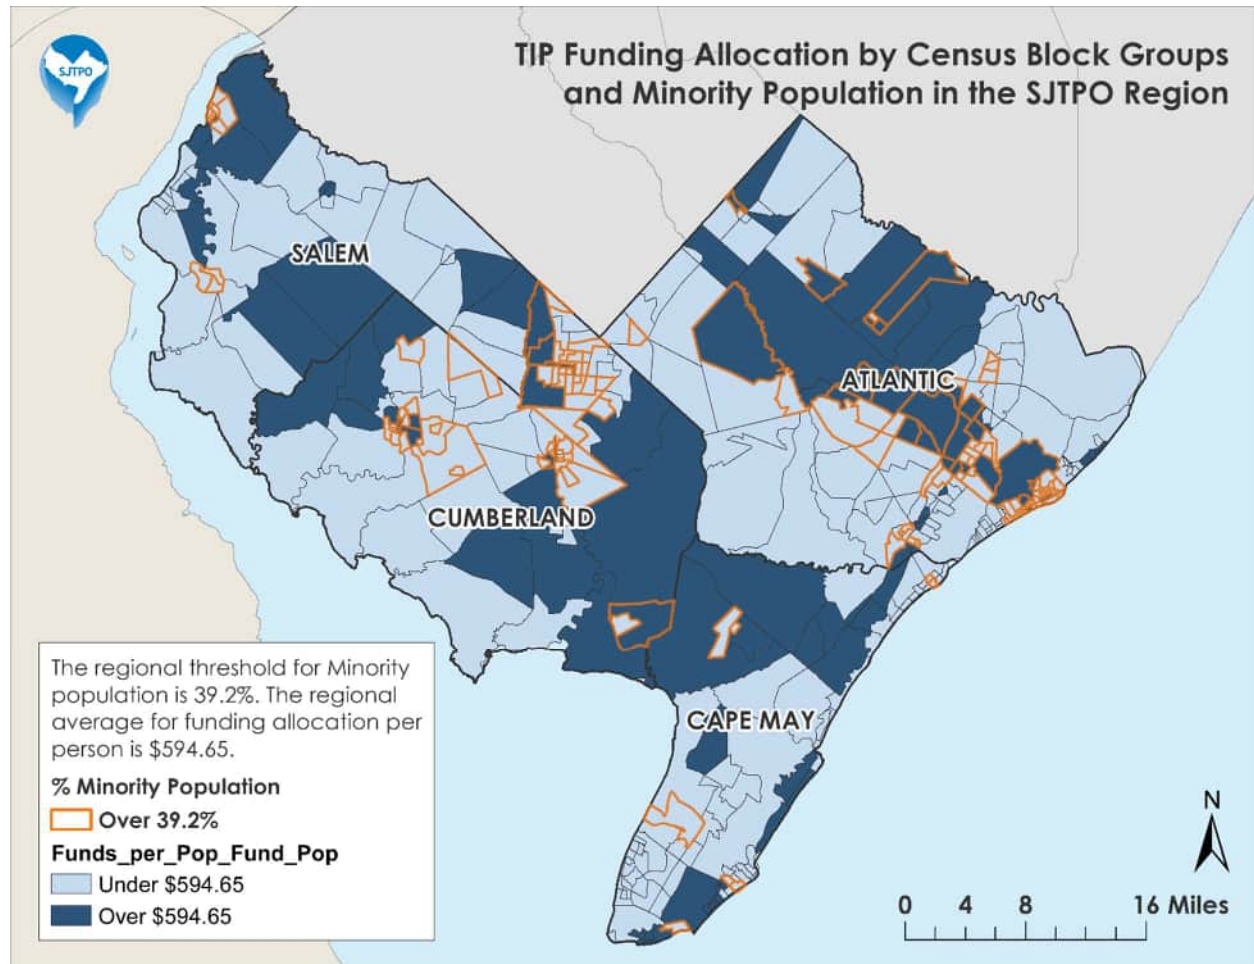 SJTPO
TIP Funding Allocation by Census Block Groups
and Minority Population in the SJTPO Region
SALEM
ATLANTIC
CUMBERLAND
CAPE MAY
The regional threshold for Minority
population is 39.2%. The regional
average for funding allocation per
person is $594.65.
% Minority Population
Over 39.2%
Funds_per_Pop_Fund_Pop
Under $594.65
Over $594.65
N
0 4 8 16 Miles